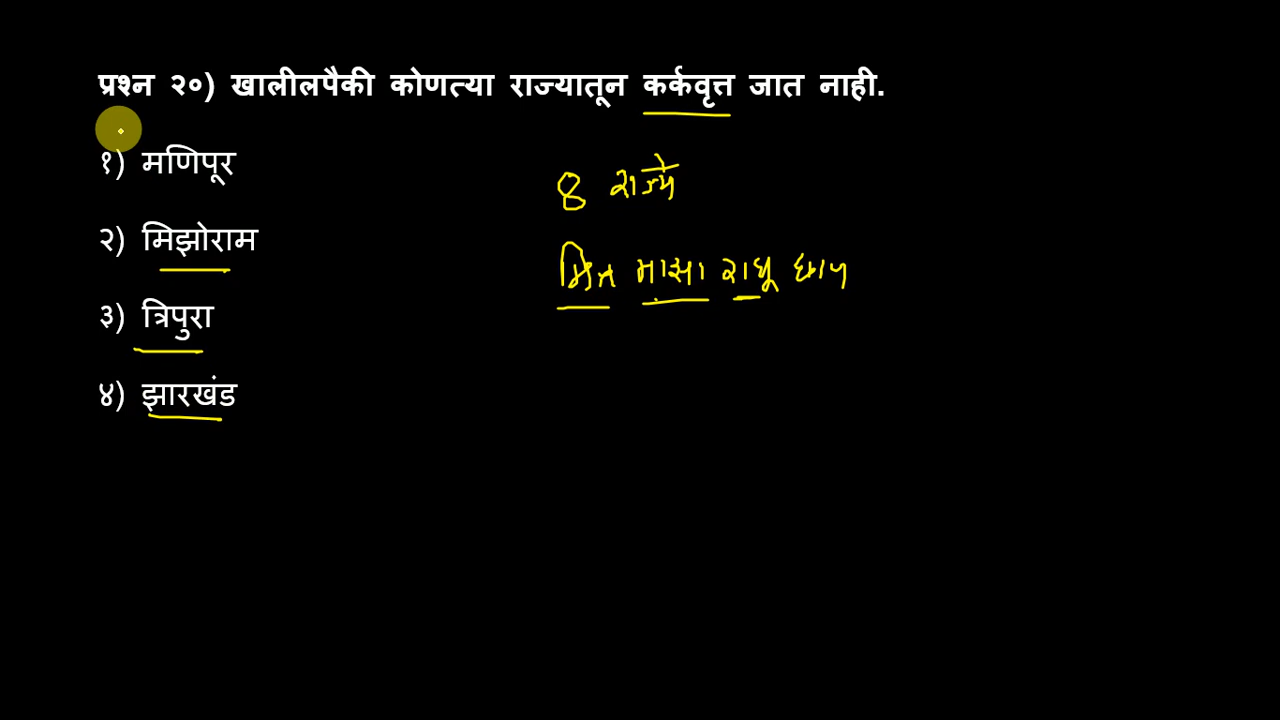 प्रश्न २०) खालीलपैकी कोणत्या राज्यातून कर्कवृत्त जात नाही.
१) मणिपूर
8 राज्ये
२) मिझोराम
३) त्रिपुरा
४) झारखंड